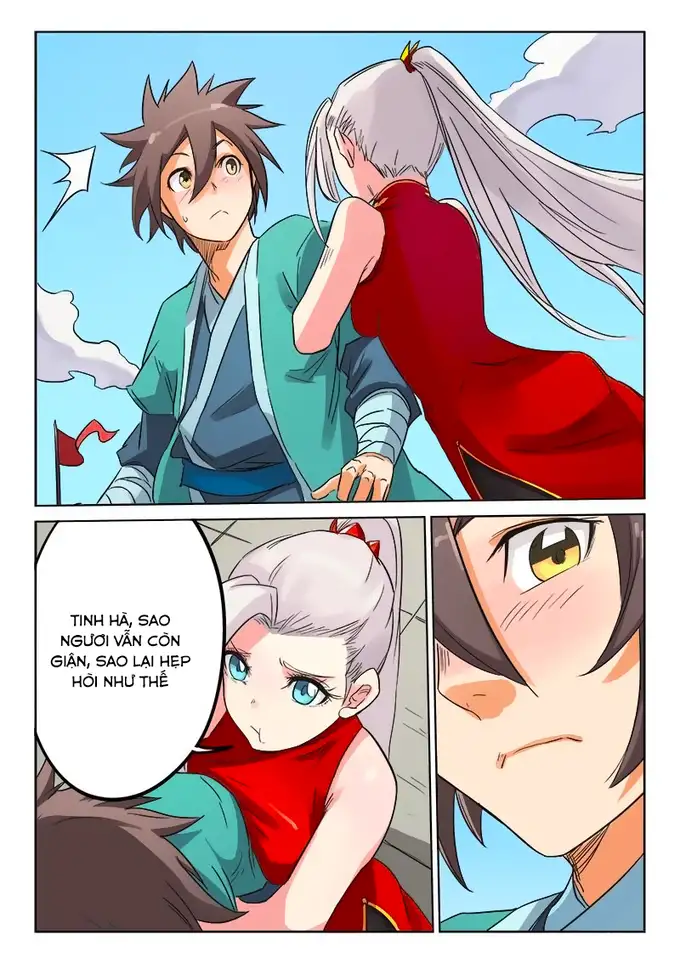 TINH HÀ, SAO
NGƯƠI VẪN CÒN
GIẬN, SAO LẠI HẸP
HÒI NHƯ THẾ